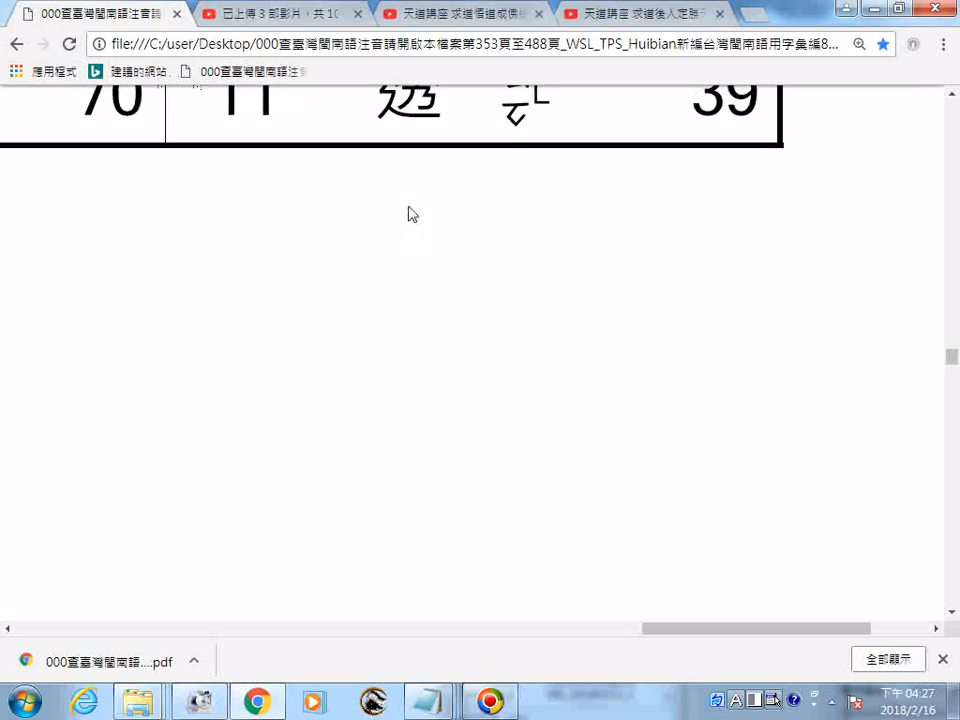 000查臺灣閩南語注音請
已上傳 3 部影片，共 10
天道講座 求道悟道成佛
天道講座 求道後人定勝
file:///C:/user/Desktop/000查臺灣閩南語注音請開啟本檔案第353頁至488頁_WSL_TPS_Huibian新編台灣閩南語用字彙編8...
應用程式
建議的網站
000查臺灣閩南語注
70 11 透 39
000查臺灣閩南語....pdf
全部顯示
下午 04:27
2018/2/16